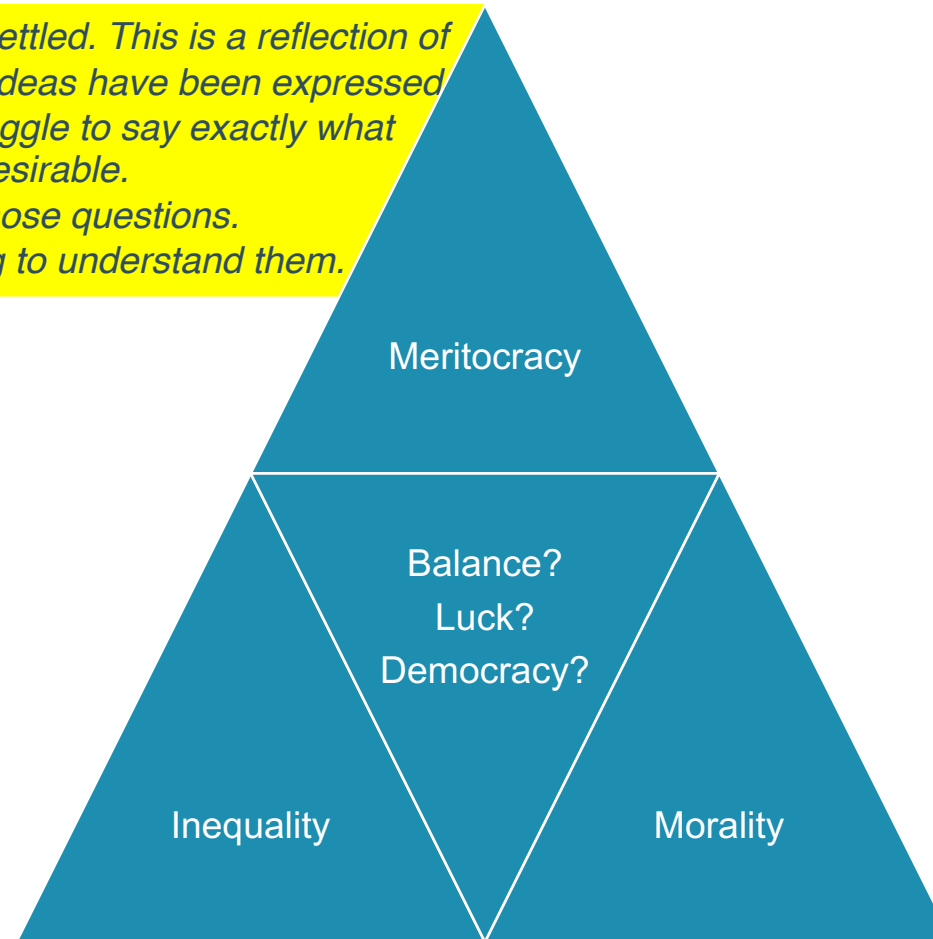 ettled. This is a reflection of
deas have been expressed
ggle to say exactly what
esirable.
ose questions.
g to understand them.
Meritocracy
Balance?
Luck?
Democracy?
Inequality
Morality